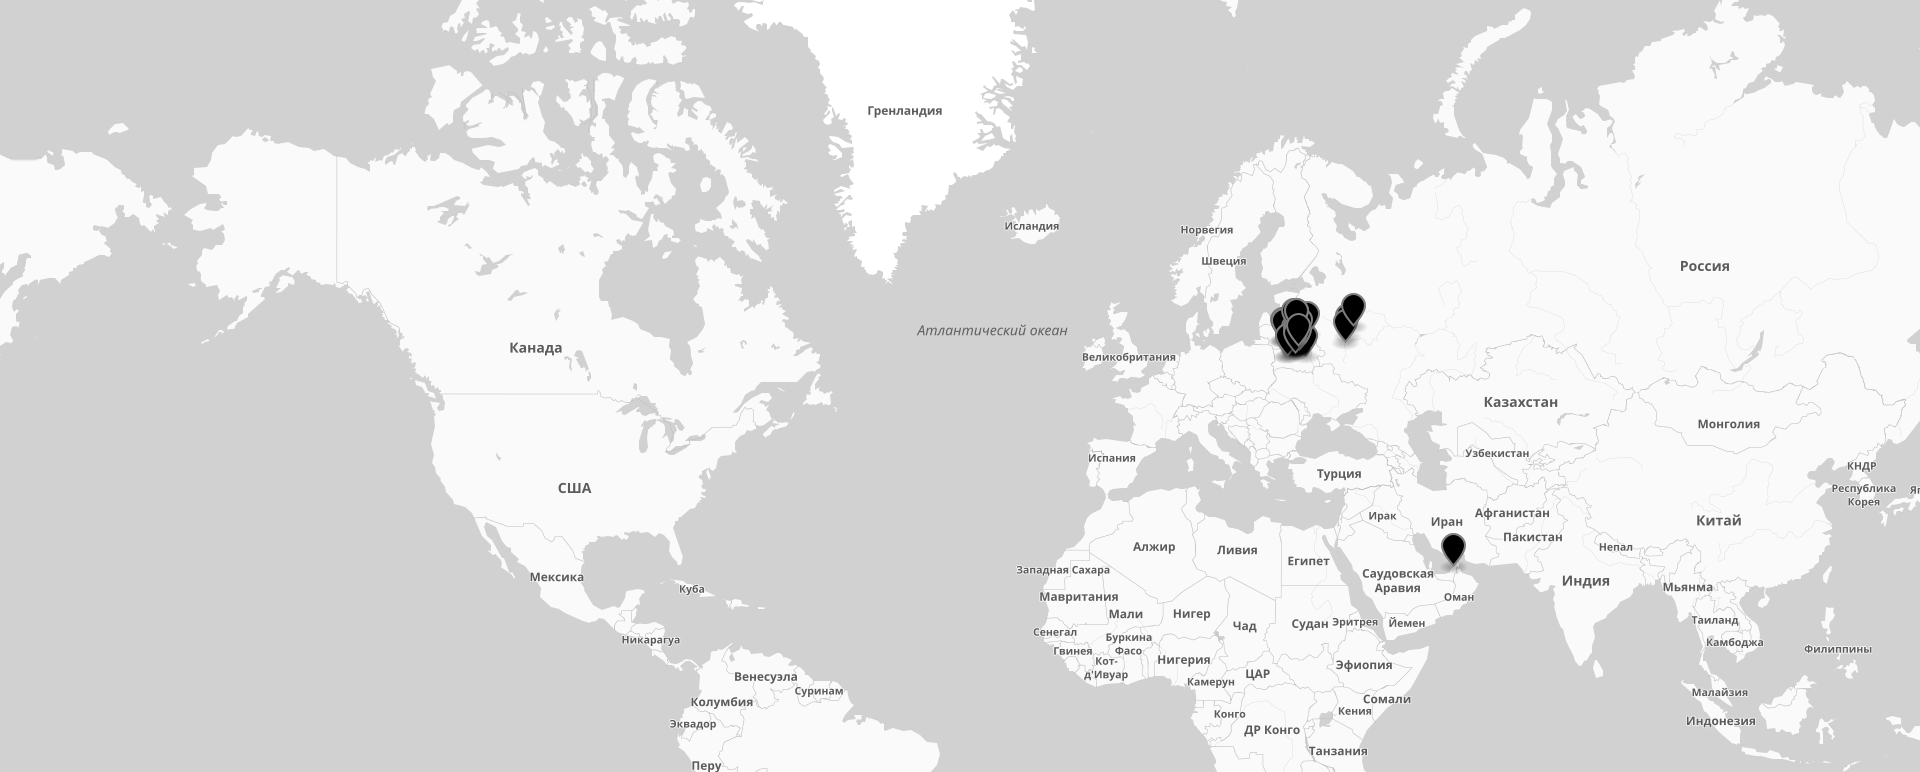 Гренландия
Исландия
Норвегия
Швеция
Россия
Атлантический океан
Канада
Великобритания
Казахстан
Монголия
Испания
Узбекистан
КНДР
Турция
США
Республика
Корея
Ирак
Иран
Афганистан
Китай
Пакистан
Алжир
Ливия
Египет
Непал
Западная Сахара
Саудовская
Аравия
Индия
Мьянма
Мексика
Куба
Мавритания
Оман
Мали
Нигер
Чад
Судан
Эритрея
Йемен
Таиланд
Сенегал
Буркина
Фасо
Никарагуа
Камбоджа
Филиппины
Гвинея
Кот-
д'Ивуар
Нигерия
Эфиопия
Венесуэла
Камерун
ЦАР
Суринам
Малайзия
Колумбия
Сомали
Конго
Кения
Эквадор
Индонезия
ДР Конго
Танзания
Перу